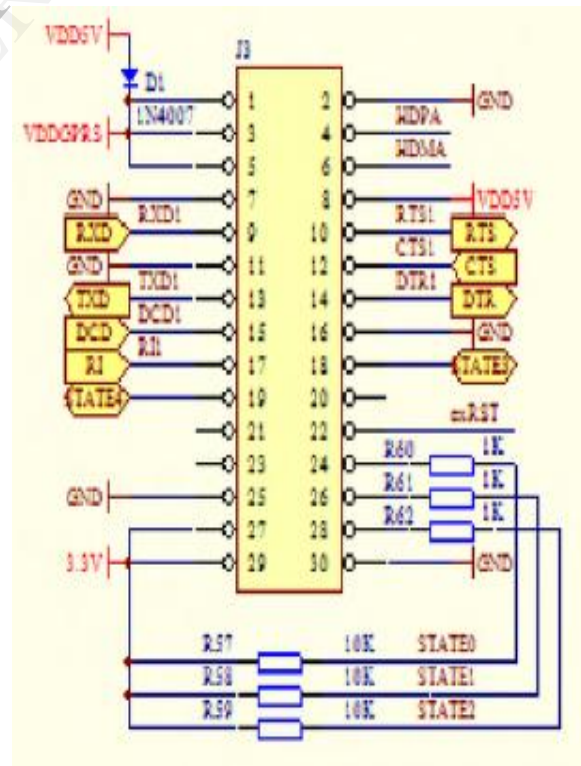 VDD5V
J3
D1
1N4007
1 2 GND
VDDGPRS 3 4 HDPA
5 6 HDMA
GND 7 8 VDD5V
RXD RXD1 9 10 RTS1 RTS
GND 11 12 CTS1 CTS
TXD TXD1 13 14 DTR1 DTR
DCD DCD1 15 16 GND
RI RI1 17 18
19 20
21 22 exRST
23 24 R60 1K
GND 25 26 R61 1K
27 28 R62 1K
3.3V 29 30 GND
R57 10K STATE0
R58 10K STATE1
R59 10K STATE2